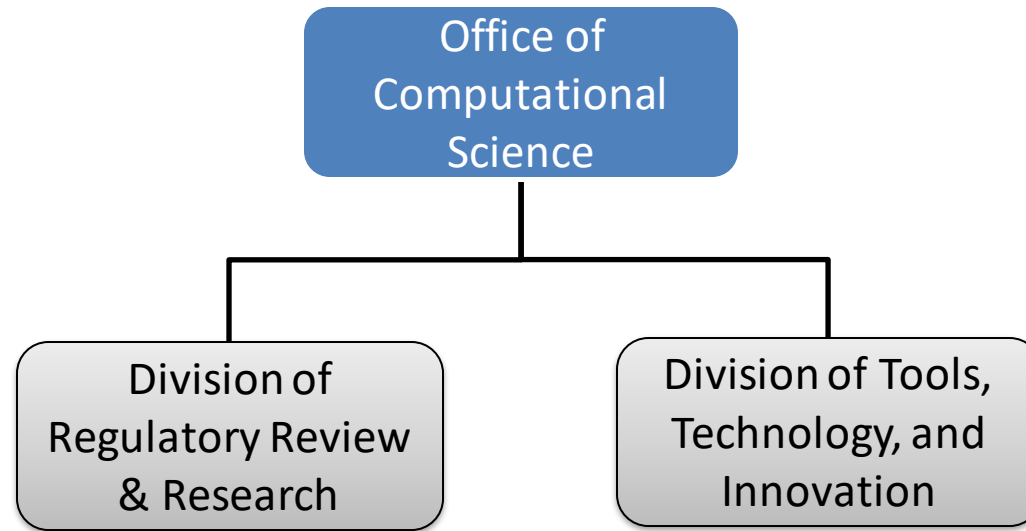 Office of
Computational
Science
Division of
Regulatory Review
& Research
Division of Tools,
Technology, and
Innovation